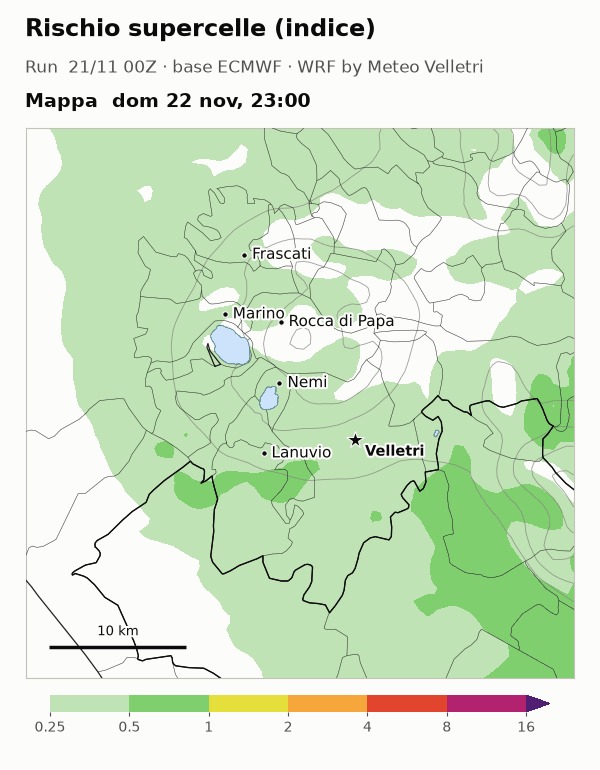 Rischio supercelle (indice)
Run 21/11 00Z · base ECMWF · WRF by Meteo Velletri
Mappa dom 22 nov, 23:00
Frascati
Marino
Rocca di Papa
Nemi
Velletri
Lanuvio
10 km
0.25 0.5 1 2 4 8 16